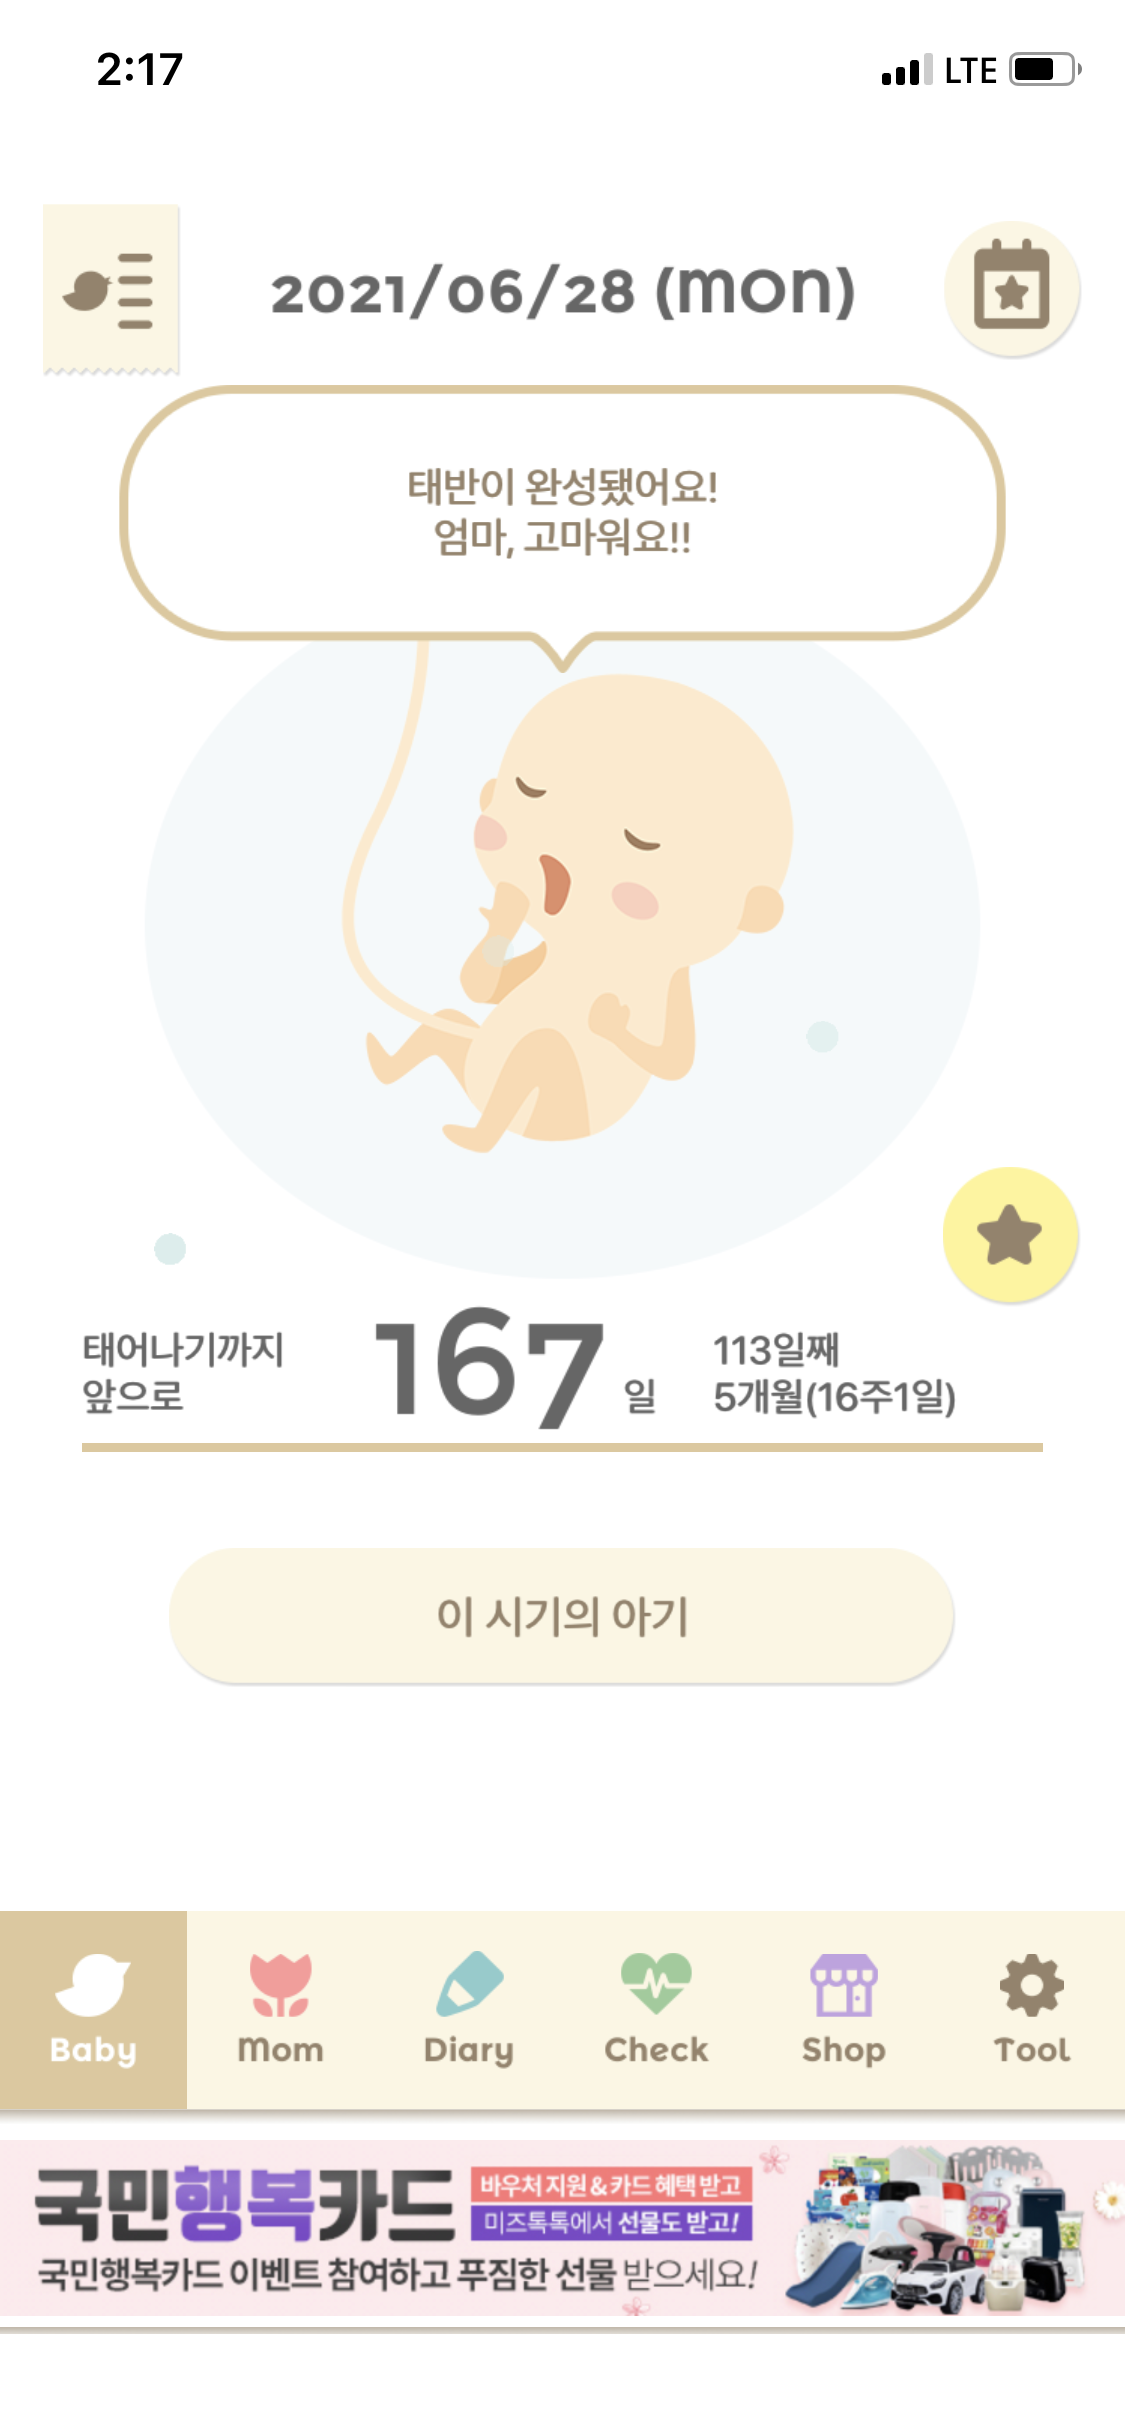 2:17
LTE
2021/06/28 (mon)
태반이 완성됐어요!
엄마, 고마워요!!
태어나기까지
앞으로
167 일
113일째
5개월(16주1일)
이 시기의 아기
Baby
Mom
Diary
Check
Shop
Tool
국민행복카드
바우처 지원 & 카드 혜택 받고
미즈톡톡에서 선물도 받고!
국민행복카드 이벤트 참여하고 푸짐한 선물 받으세요!